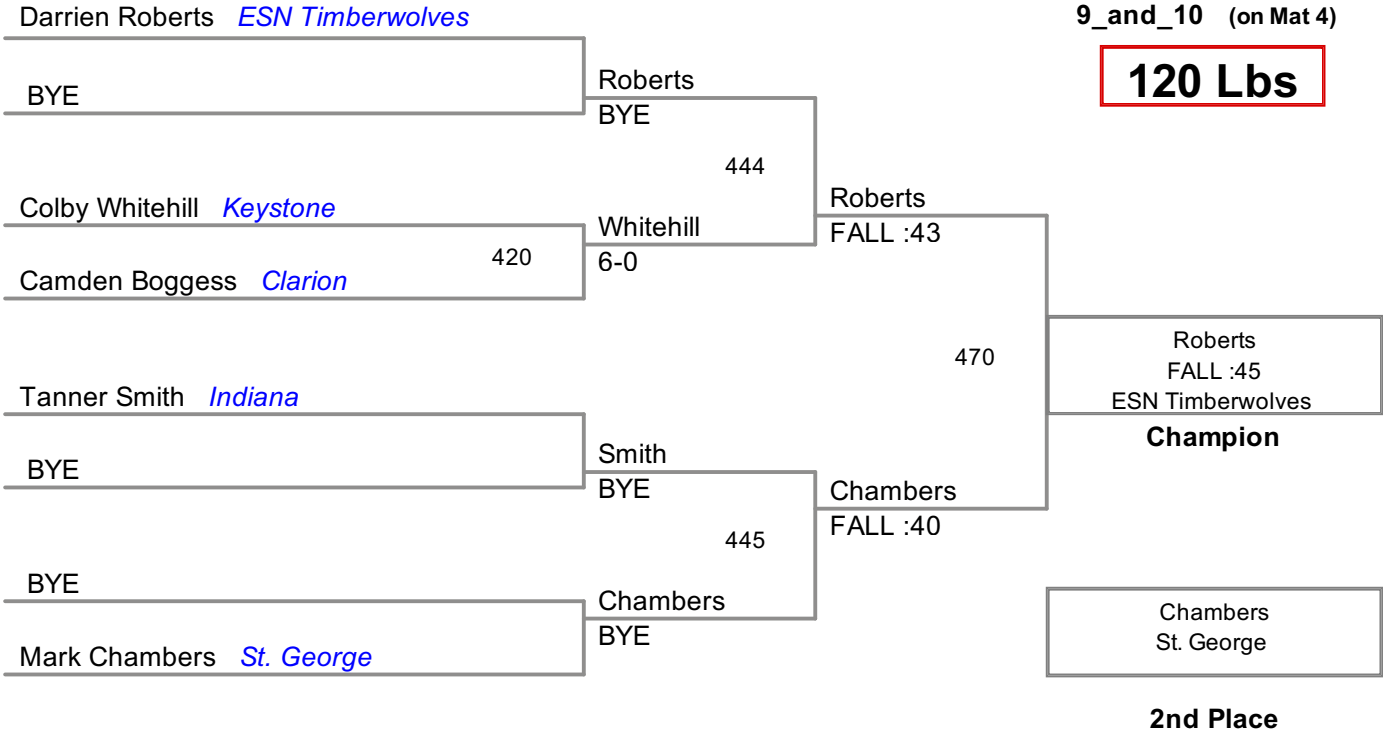 Darrien Roberts ESN Timberwolves
9_and_10 (on Mat 4)
120 Lbs
BYE
Roberts
BYE
444
Colby Whitehill Keystone
Roberts
Whitehill
FALL :43
420
6-0
Camden Boggess Clarion
470
Roberts
FALL :45
ESN Timberwolves
Champion
Tanner Smith Indiana
Smith
BYE
BYE
Chambers
FALL :40
445
BYE
Chambers
BYE
Mark Chambers St. George
Chambers
St. George
2nd Place